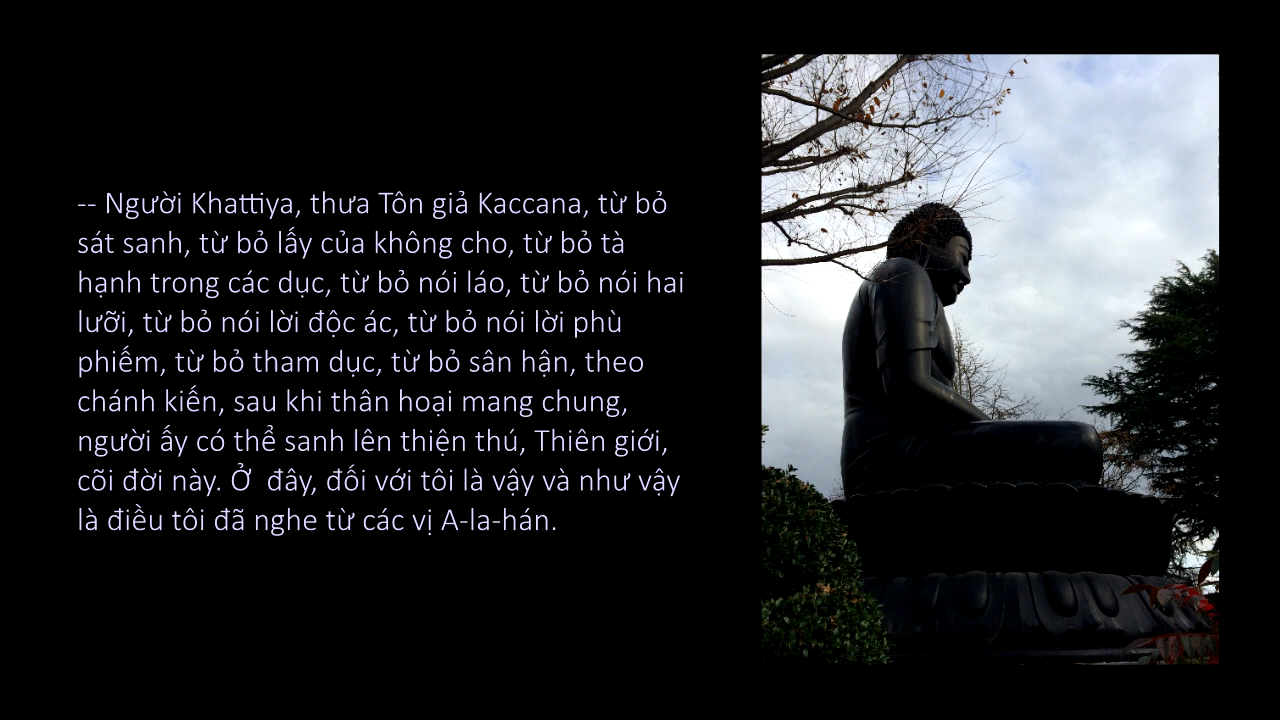 -- Người Khattiya, thưa Tôn giả Kaccana, từ bỏ
sát sanh, từ bỏ lấy của không cho, từ bỏ tà
hạnh trong các dục, từ bỏ nói láo, từ bỏ nói hai
lưỡi, từ bỏ nói lời độc ác, từ bỏ nói lời phù
phiếm, từ bỏ tham dục, từ bỏ sân hận, theo
chánh kiến, sau khi thân hoại mang chung,
người ấy có thể sanh lên thiện thú, Thiên giới,
cõi đời này. Ở  đây, đối với tôi là vậy và như vậy
là điều tôi đã nghe từ các vị A-la-hán.